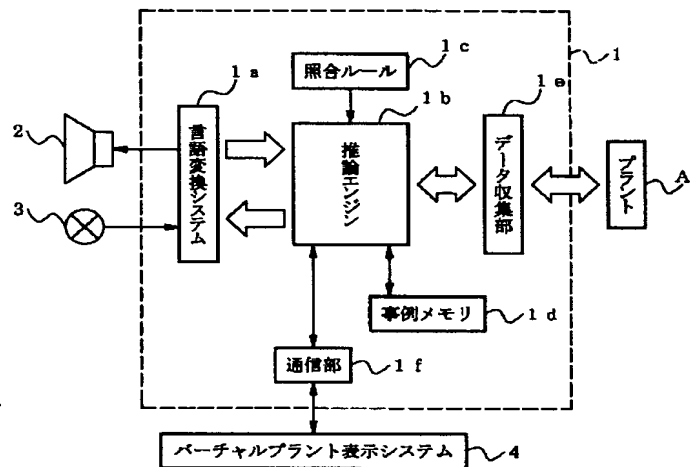 照合ルール
1c
1
1a
1b
1e
2
言語変換システム
推論エンジン
データ収集部
プラント
A
3
事例メモリ
1d
通信部
1f
バーチャルプラント表示システム
4